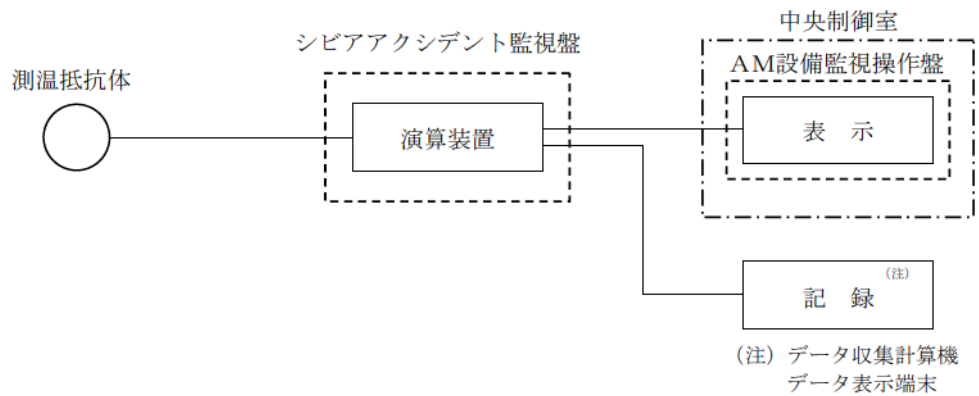 中央制御室
シビアアクシデント監視盤
AM設備監視操作盤
測温抵抗体
演算装置
表 示
記 録 (注)
(注) データ収集計算機
データ表示端末